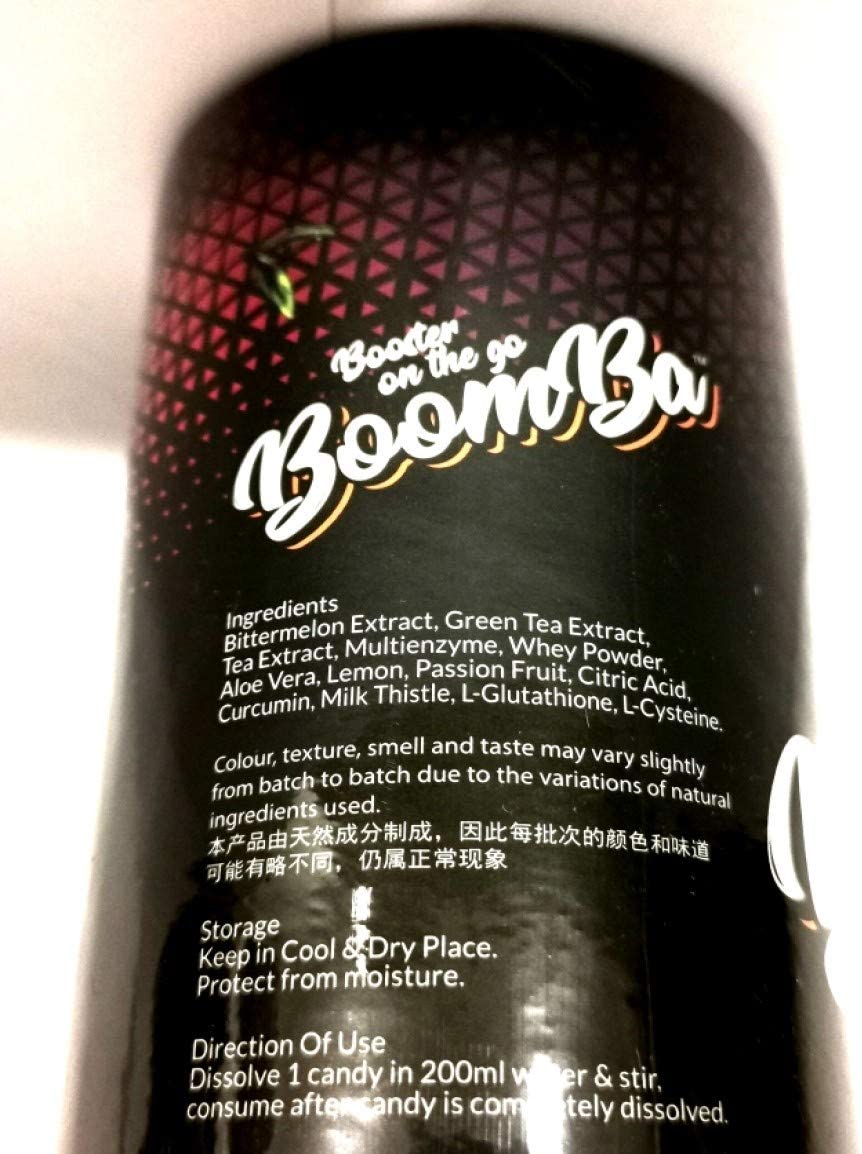 Booster
on the go
BoomBa™
Ingredients
Bittermelon Extract, Green Tea Extract,
Tea Extract, Multienzyme, Whey Powder,
Aloe Vera, Lemon, Passion Fruit, Citric Acid,
Curcumin, Milk Thistle, L-Glutathione, L-Cysteine.
Colour, texture, smell and taste may vary slightly
from batch to batch due to the variations of natural
ingredients used.
本产品由天然成分制成，因此每批次的颜色和味道
可能有略不同，仍属正常现象
Storage
Keep in Cool & Dry Place.
Protect from moisture.
Direction Of Use
Dissolve 1 candy in 200ml water & stir,
consume after candy is completely dissolved.